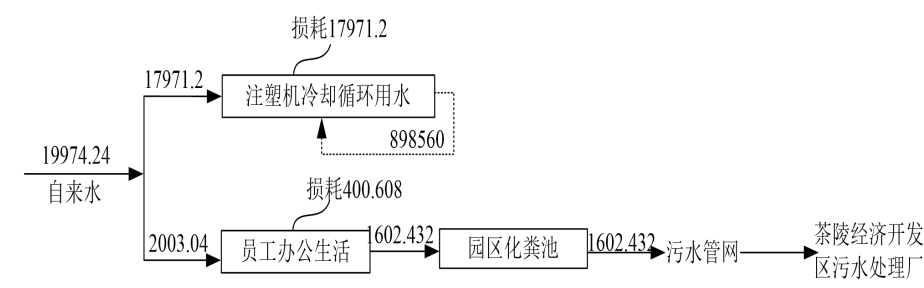 损耗17971.2
17971.2
注塑机冷却循环用水
898560
19974.24
自来水
损耗400.608
2003.04
员工办公生活
1602.432
园区化粪池
1602.432
污水管网
茶陵经济开发
区污水处理厂